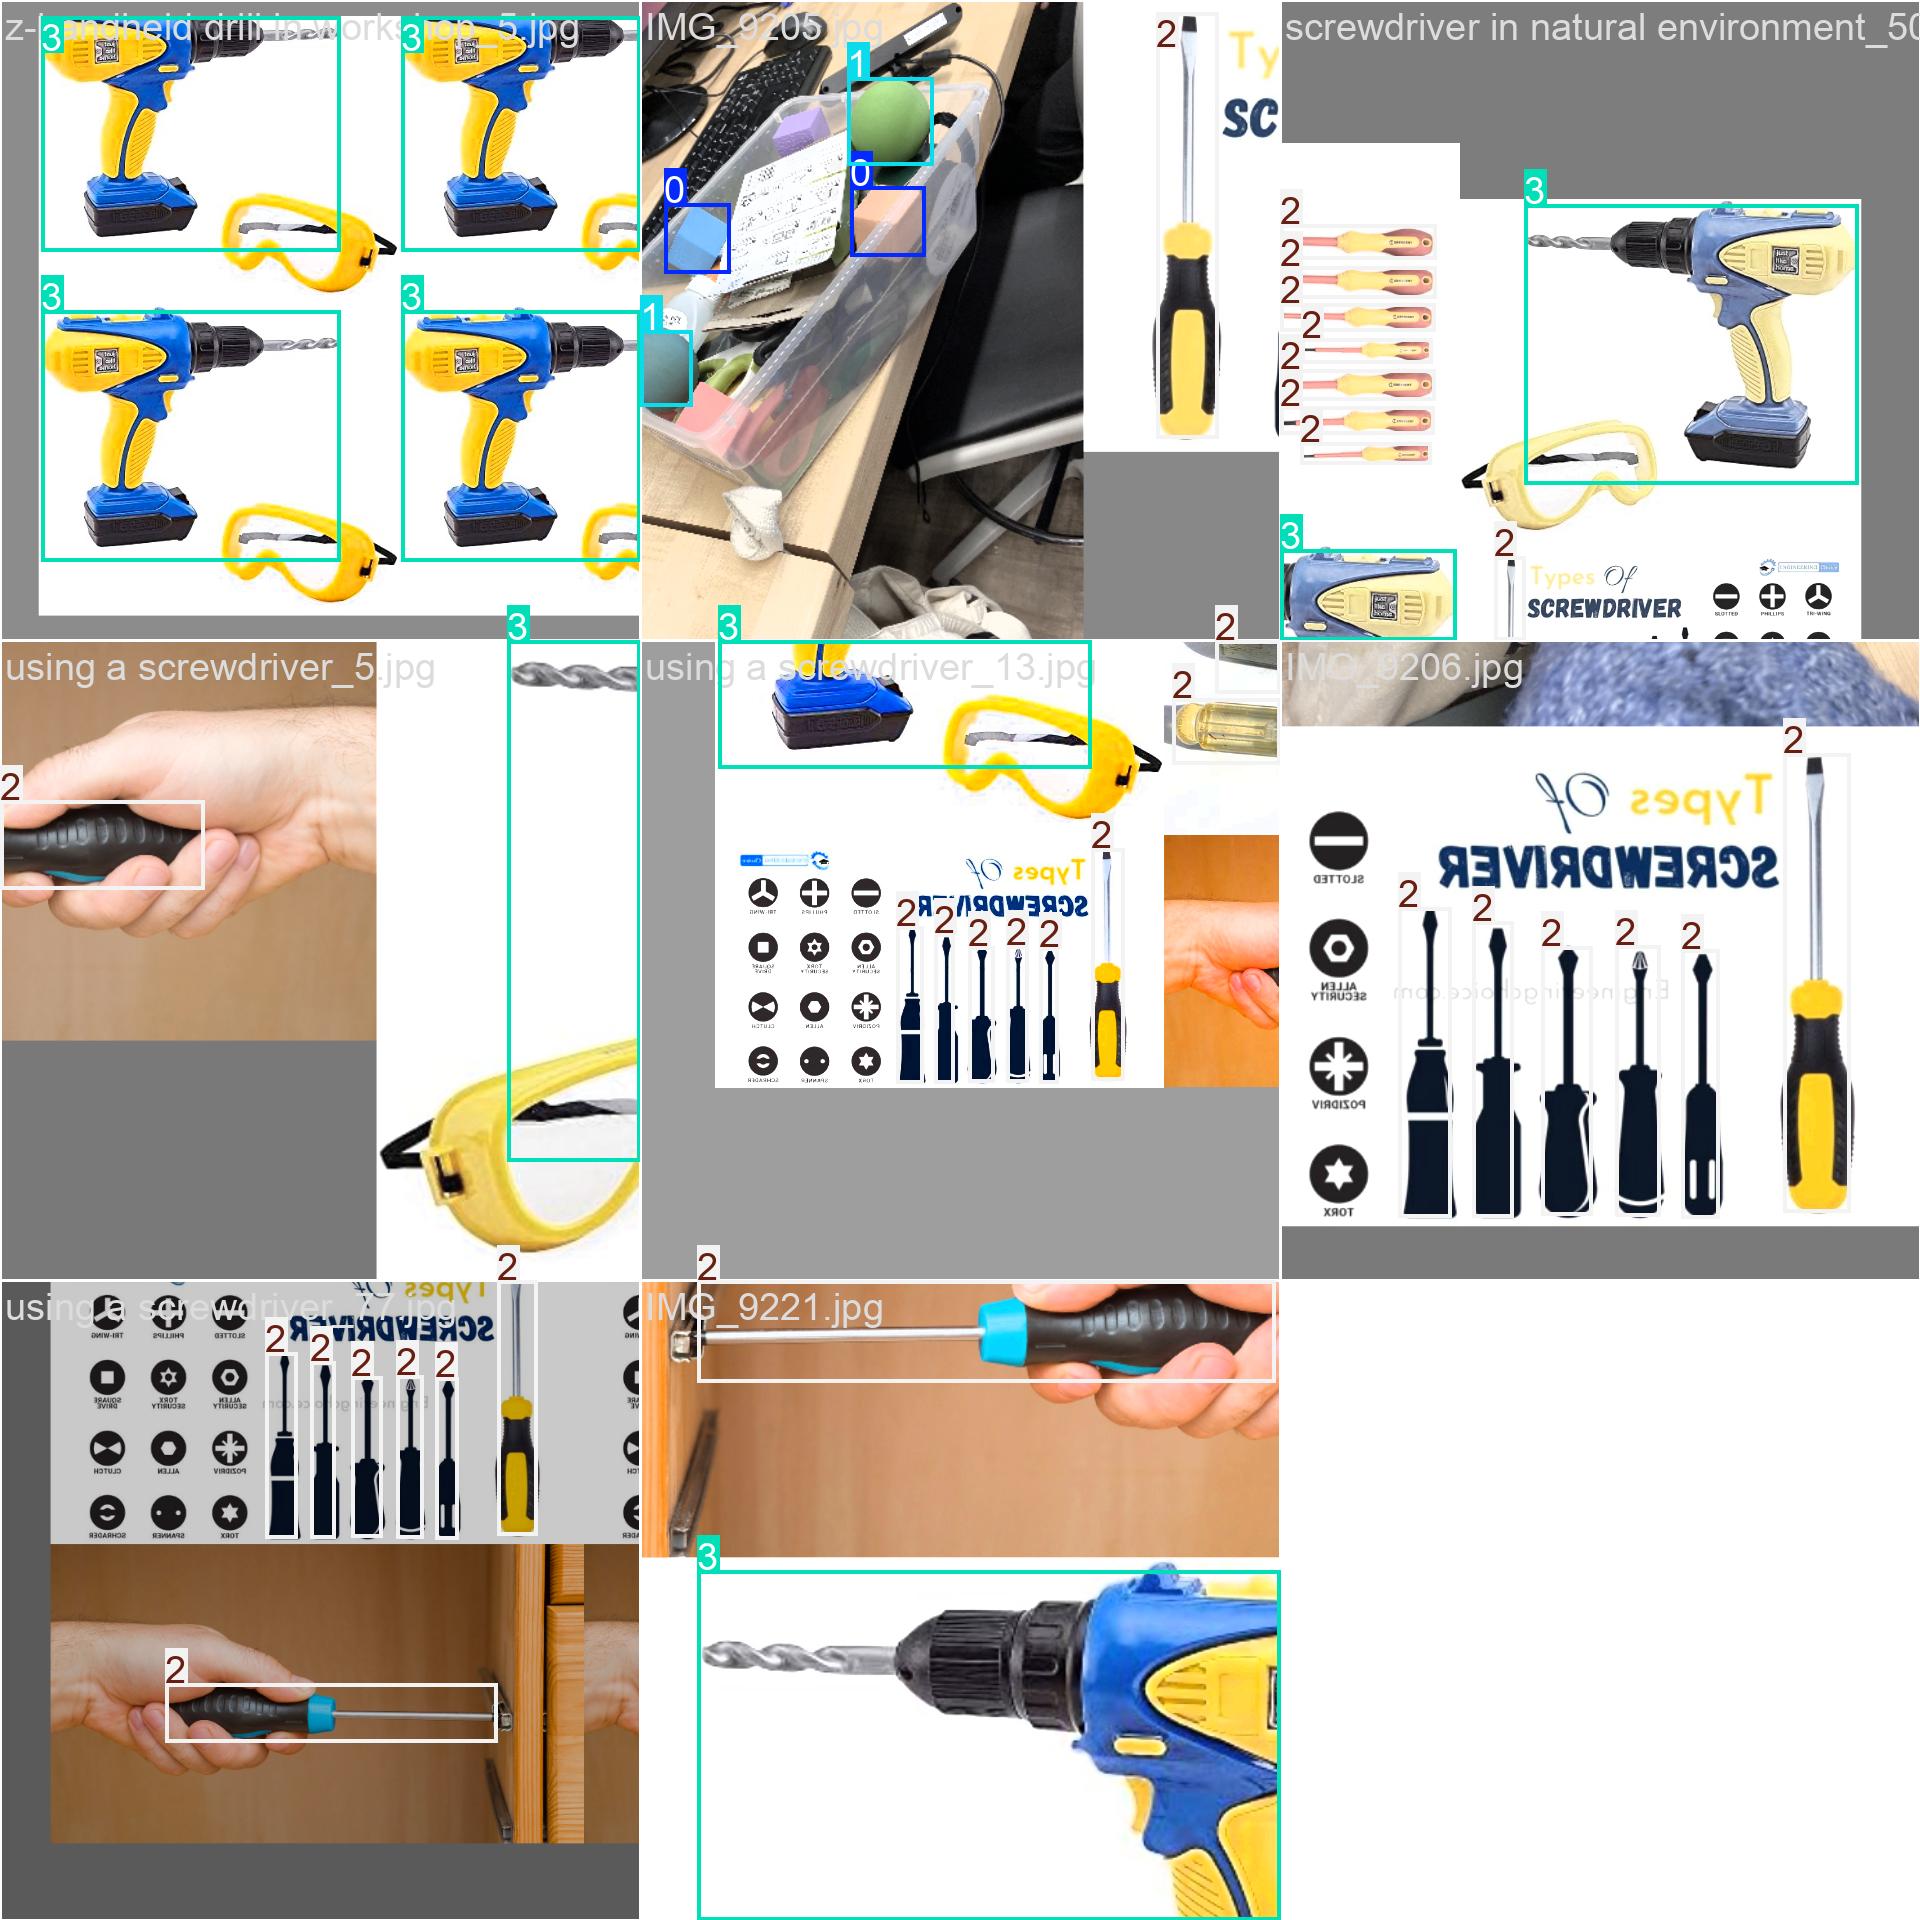 z-handheld drill in workshop_5.jpg
3
3
3
3
IMG_9205.jpg
1
0
0
1
2
Ty
SC
screwdriver in natural environment_50
2
2
2
2
2
2
2
3
3
2
Types Of
SCREWDRIVER
SLOTTED
PHILLIPS
TRI-WING
using a screwdriver_5.jpg
2
3
using a screwdriver_13.jpg
3
2
2
2
Types Of
SCREWDRIVER
2 2 2 2 2
TRI-WING PHILLIPS SLOTTED
SQUARE DRIVE TORX SECURITY ALLEN SECURITY
CLUTCH ALLEN POZIDRIV
SCHRADER SPANNER TORX
IMG_9206.jpg
2
Types Of
SCREWDRIVER
SLOTTED
2 2 2 2 2
ALLEN SECURITY
Engineeringchoice.com
POZIDRIV
TORX
using a screwdriver_77.jpg
2
Types Of
SCREWDRIVER
2 2 2 2 2
TRI-WING PHILLIPS SLOTTED
SQUARE DRIVE TORX SECURITY ALLEN SECURITY
Engineeringchoice.com
CLUTCH ALLEN POZIDRIV
SCHRADER SPANNER TORX
2
IMG_9221.jpg
2
3